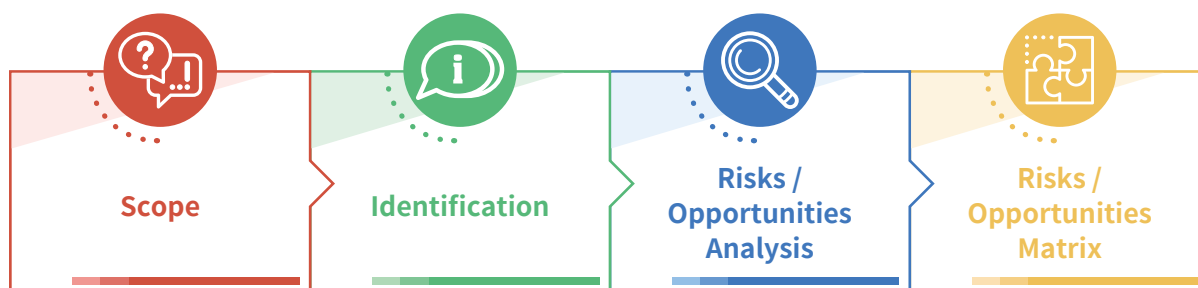 Scope
Identification
Risks /
Opportunities
Analysis
Risks /
Opportunities
Matrix